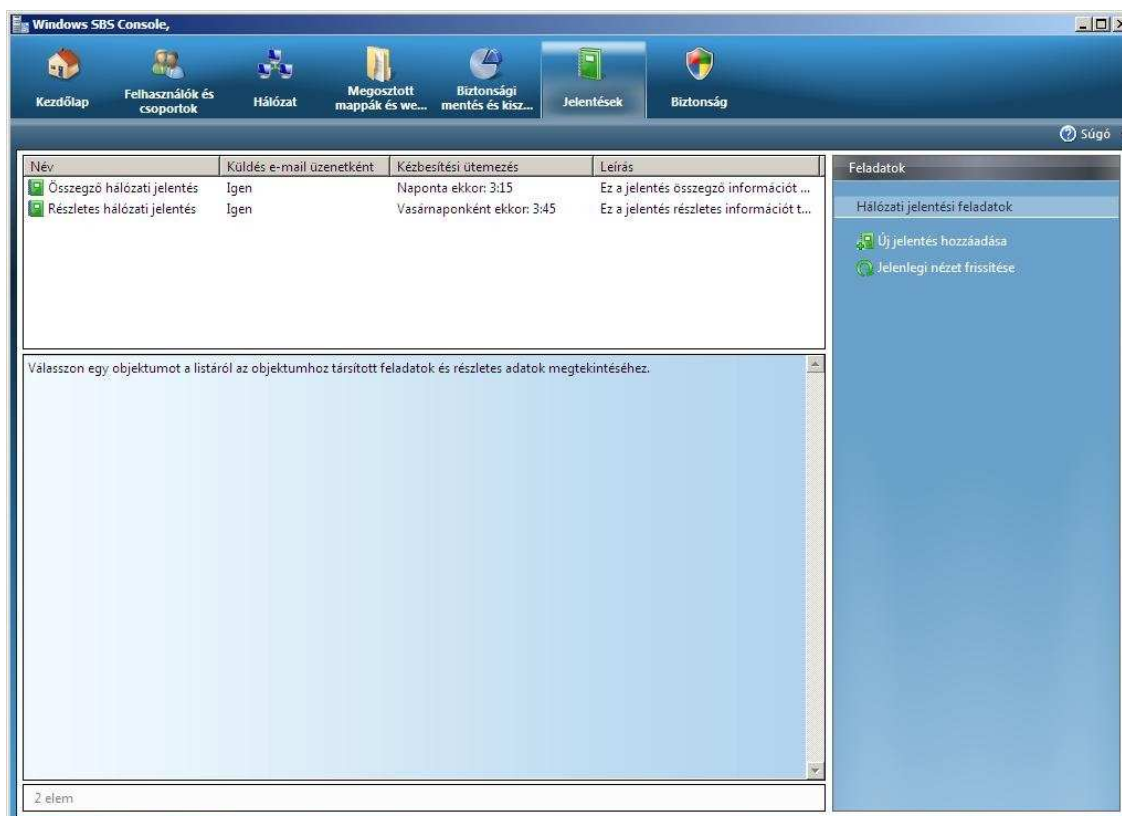 Windows SBS Console,
Kezdőlap
Felhasználók és
csoportok
Hálózat
Megosztott
mappák és we...
Biztonsági
mentés és kisz...
Jelentések
Biztonság
Súgó
Név Küldés e-mail üzenetként Kézbesítési ütemezés Leírás
Összegző hálózati jelentés Igen Naponta ekkor: 3:15 Ez a jelentés összegző információt ...
Részletes hálózati jelentés Igen Vasárnaponként ekkor: 3:45 Ez a jelentés részletes információt t...
Válasszon egy objektumot a listáról az objektumhoz társított feladatok és részletes adatok megtekintéséhez.
2 elem
Feladatok
Hálózati jelentési feladatok
Új jelentés hozzáadása
Jelenlegi nézet frissítése